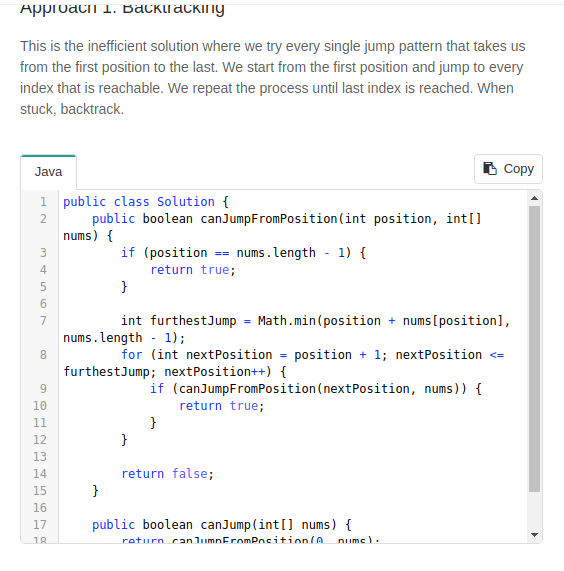 Approach 1: Backtracking
This is the inefficient solution where we try every single jump pattern that takes us
from the first position to the last. We start from the first position and jump to every
index that is reachable. We repeat the process until last index is reached. When
stuck, backtrack.
Java
Copy
1 public class Solution {
2     public boolean canJumpFromPosition(int position, int[]
nums) {
3         if (position == nums.length - 1) {
4             return true;
5         }
6
7         int furthestJump = Math.min(position + nums[position],
nums.length - 1);
8         for (int nextPosition = position + 1; nextPosition <=
furthestJump; nextPosition++) {
9             if (canJumpFromPosition(nextPosition, nums)) {
10                 return true;
11             }
12         }
13
14         return false;
15     }
16
17     public boolean canJump(int[] nums) {
18         return canJumpFromPosition(0, nums);